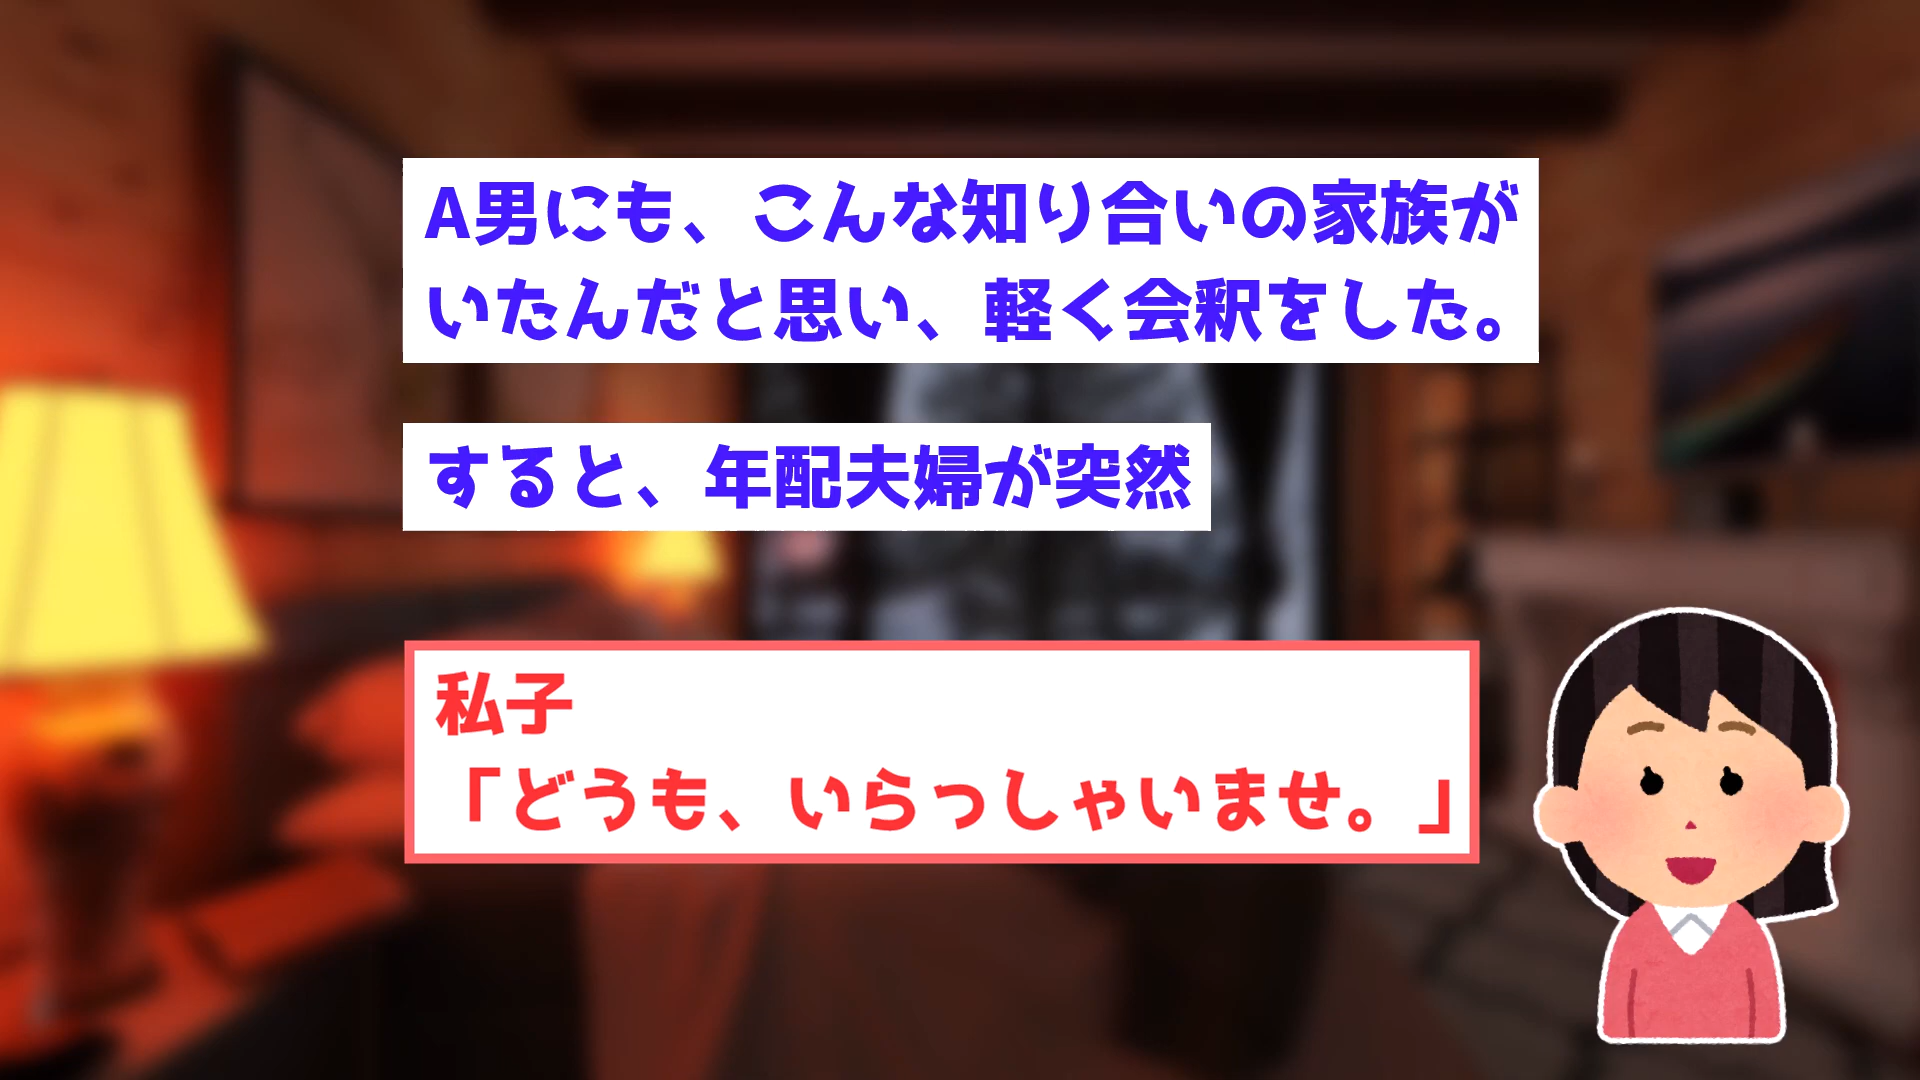 A男にも、こんな知り合いの家族が
いたんだと思い、軽く会釈をした。
すると、年配夫婦が突然
私子
「どうも、いらっしゃいませ。」